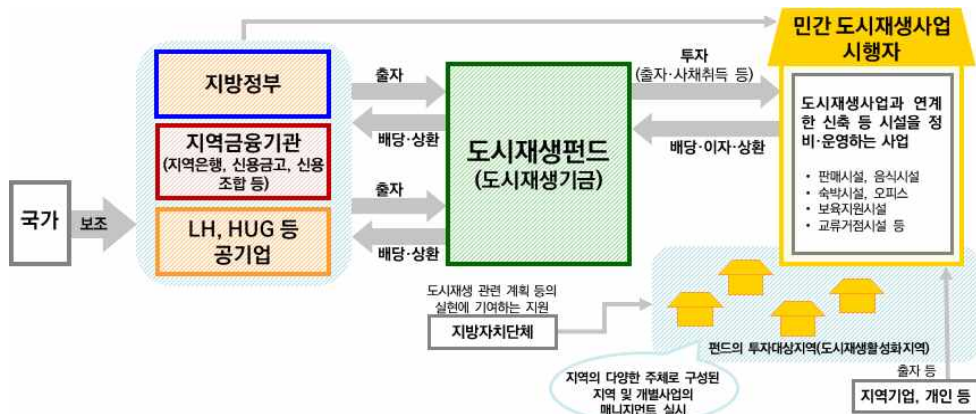 국가
보조
지방정부
지역금융기관
(지역은행, 신용금고, 신용
조합 등)
LH, HUG 등
공기업
출자
배당·상환
출자
배당·상환
도시재생펀드
(도시재생기금)
투자
(출자·사채취득 등)
배당·이자·상환
민간 도시재생사업
시행자
도시재생사업과 연계
한 신축 등 시설을 정
비·운영하는 사업
• 판매시설, 음식시설
• 숙박시설, 오피스
• 보육지원시설
• 교류거점시설 등
도시재생 관련 계획 등의
실현에 기여하는 지원
지방자치단체
펀드의 투자대상지역(도시재생활성화지역)
지역의 다양한 주체로 구성된
지역 및 개별사업의
매니지먼트 실시
출자 등
지역기업, 개인 등